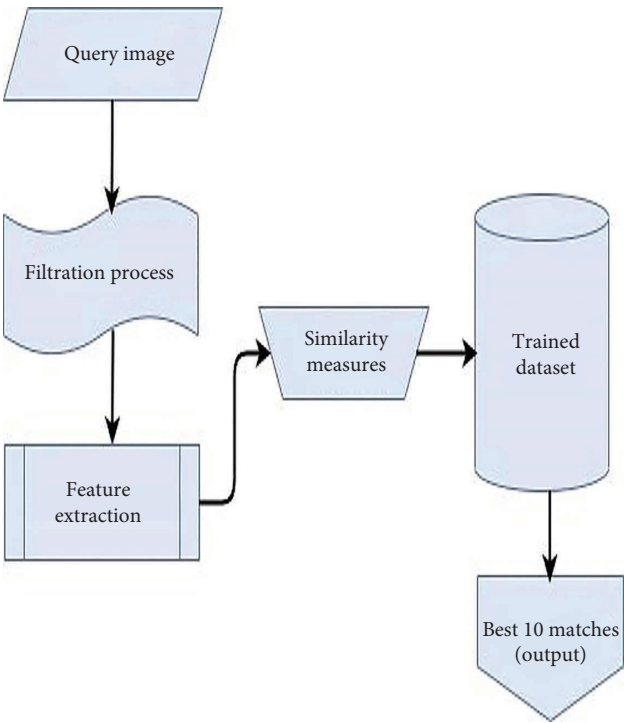 Query image
Filtration process
Feature
extraction
Similarity
measures
Trained
dataset
Best 10 matches
(output)